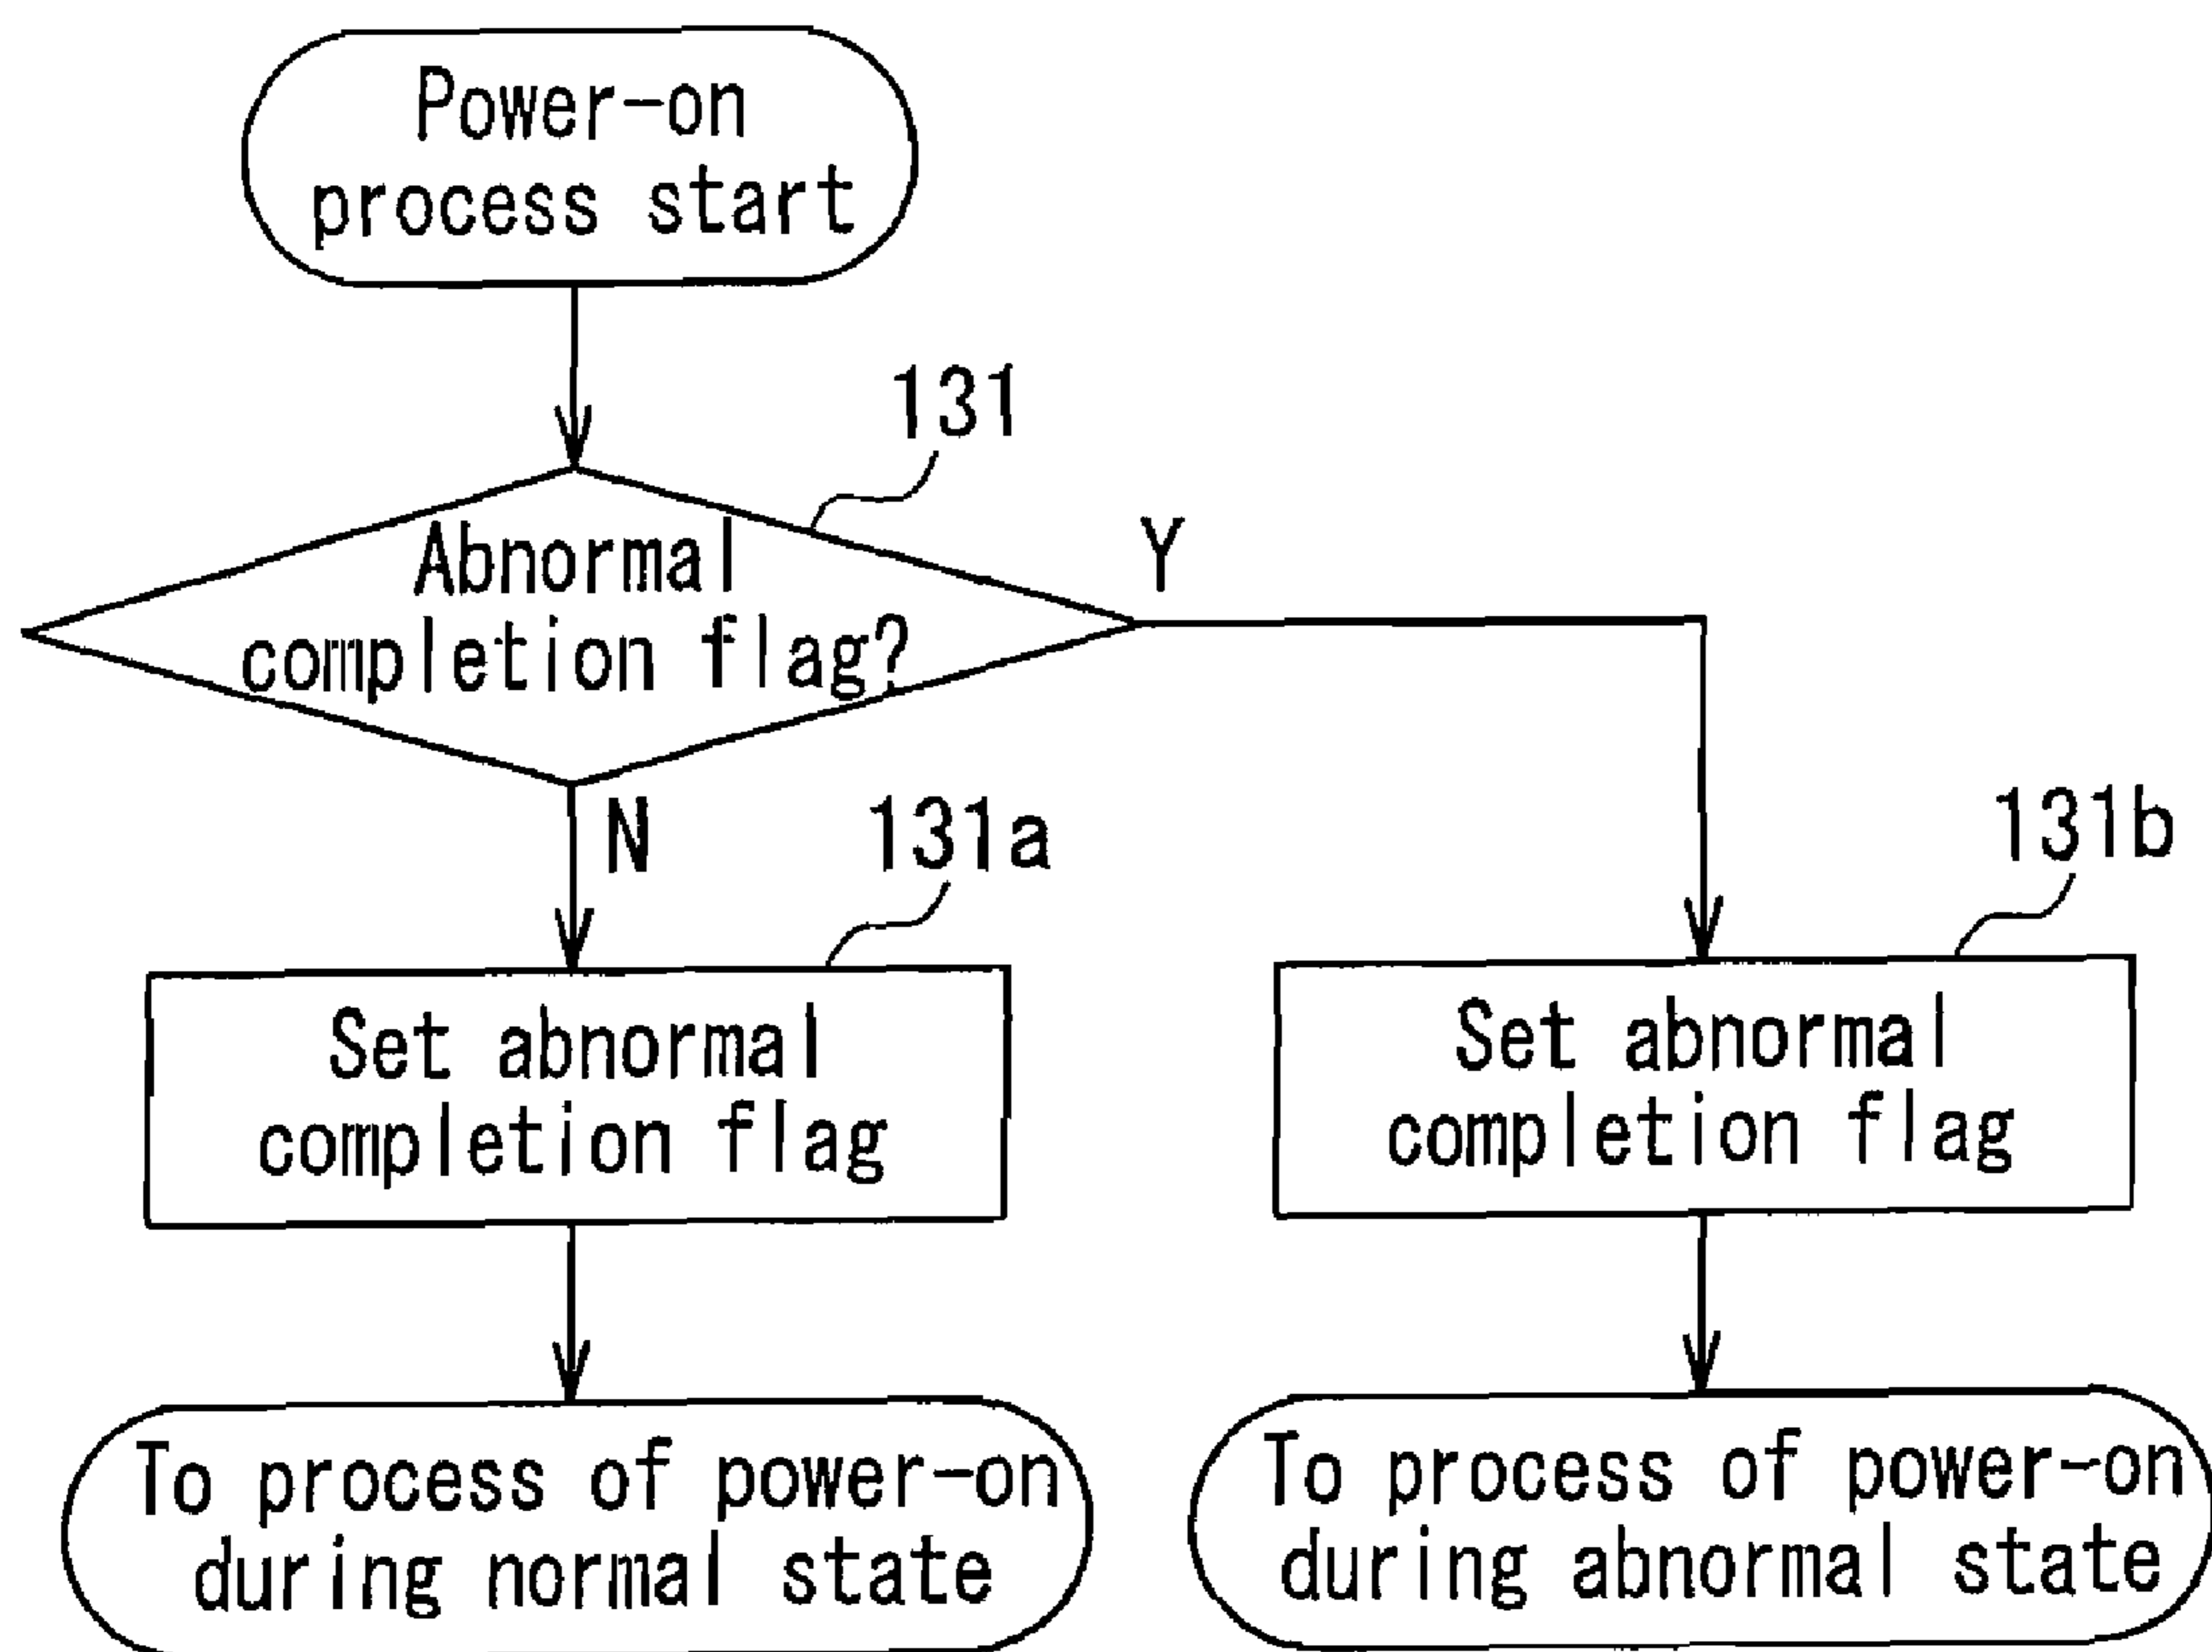 Power-on
process start
131
Abnormal
completion flag?
Y
N
131a
Set abnormal
completion flag
131b
Set abnormal
completion flag
To process of power-on
during normal state
To process of power-on
during abnormal state